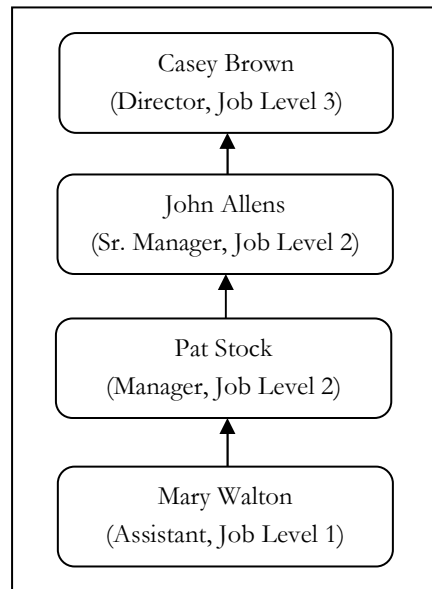 Casey Brown
(Director, Job Level 3)
John Allens
(Sr. Manager, Job Level 2)
Pat Stock
(Manager, Job Level 2)
Mary Walton
(Assistant, Job Level 1)